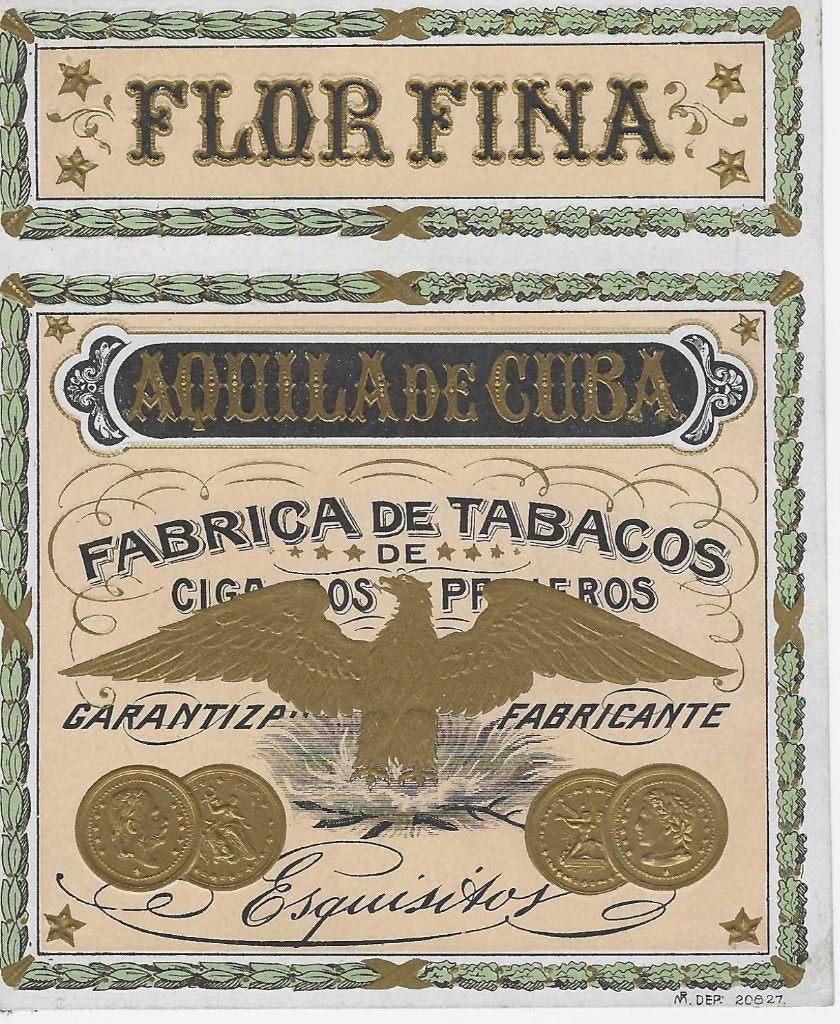 FLOR FINA
AQUILA DE CUBA
FABRICA DE TABACOS
DE
FABRICANTE
Esquisitos
DEP. 20827.